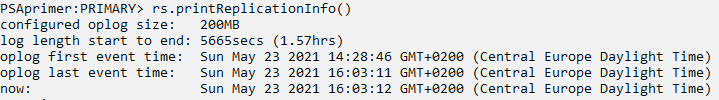 PSAprimer:PRIMARY> rs.printReplicationInfo()
configured oplog size:   200MB
log length start to end: 5665secs (1.57hrs)
oplog first event time:  Sun May 23 2021 14:28:46 GMT+0200 (Central Europe Daylight Time)
oplog last event time:   Sun May 23 2021 16:03:11 GMT+0200 (Central Europe Daylight Time)
now:                     Sun May 23 2021 16:03:12 GMT+0200 (Central Europe Daylight Time)